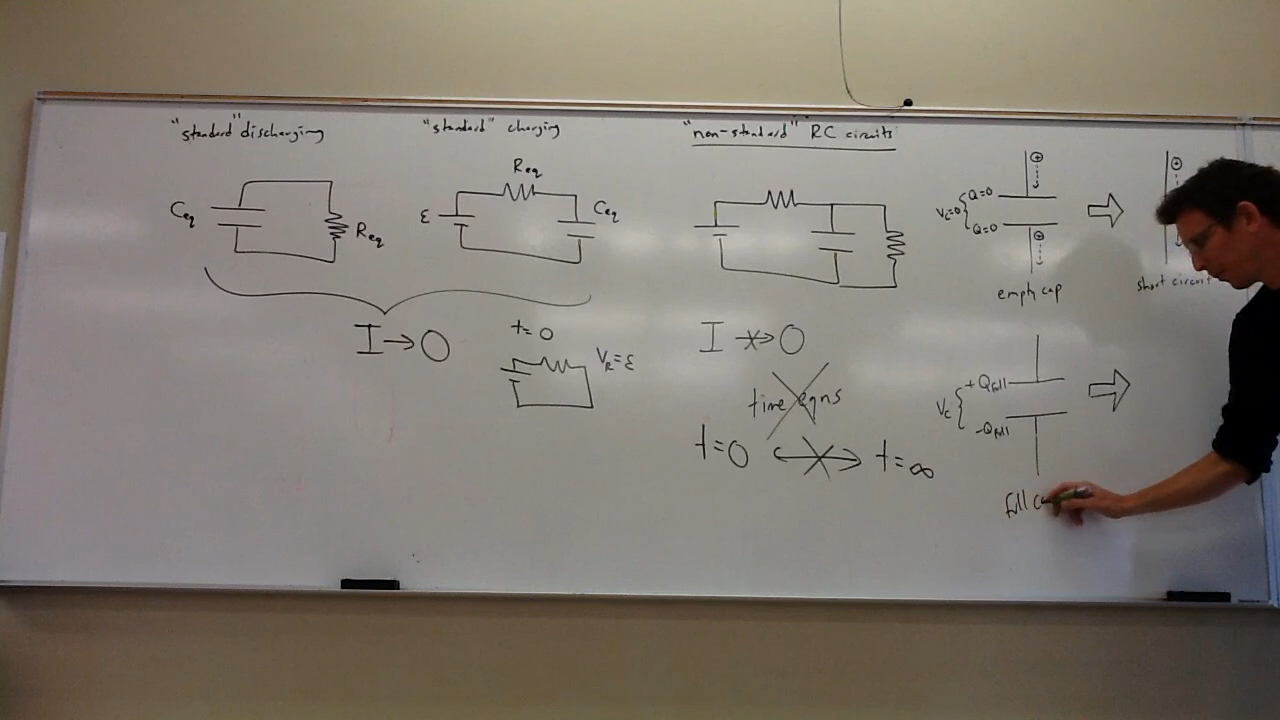 "standard" discharging
"standard" charging
"non-standard" RC circuits
Ceq
Req
ε
Req
Ceq
I → 0
t=0
VR=ε
I → 0
time eqns
t=0 ↔ t=∞
Vc=0
Q=0
Q=0
empty cap
short circuit
Vc
+Qfull
-Qfull
full